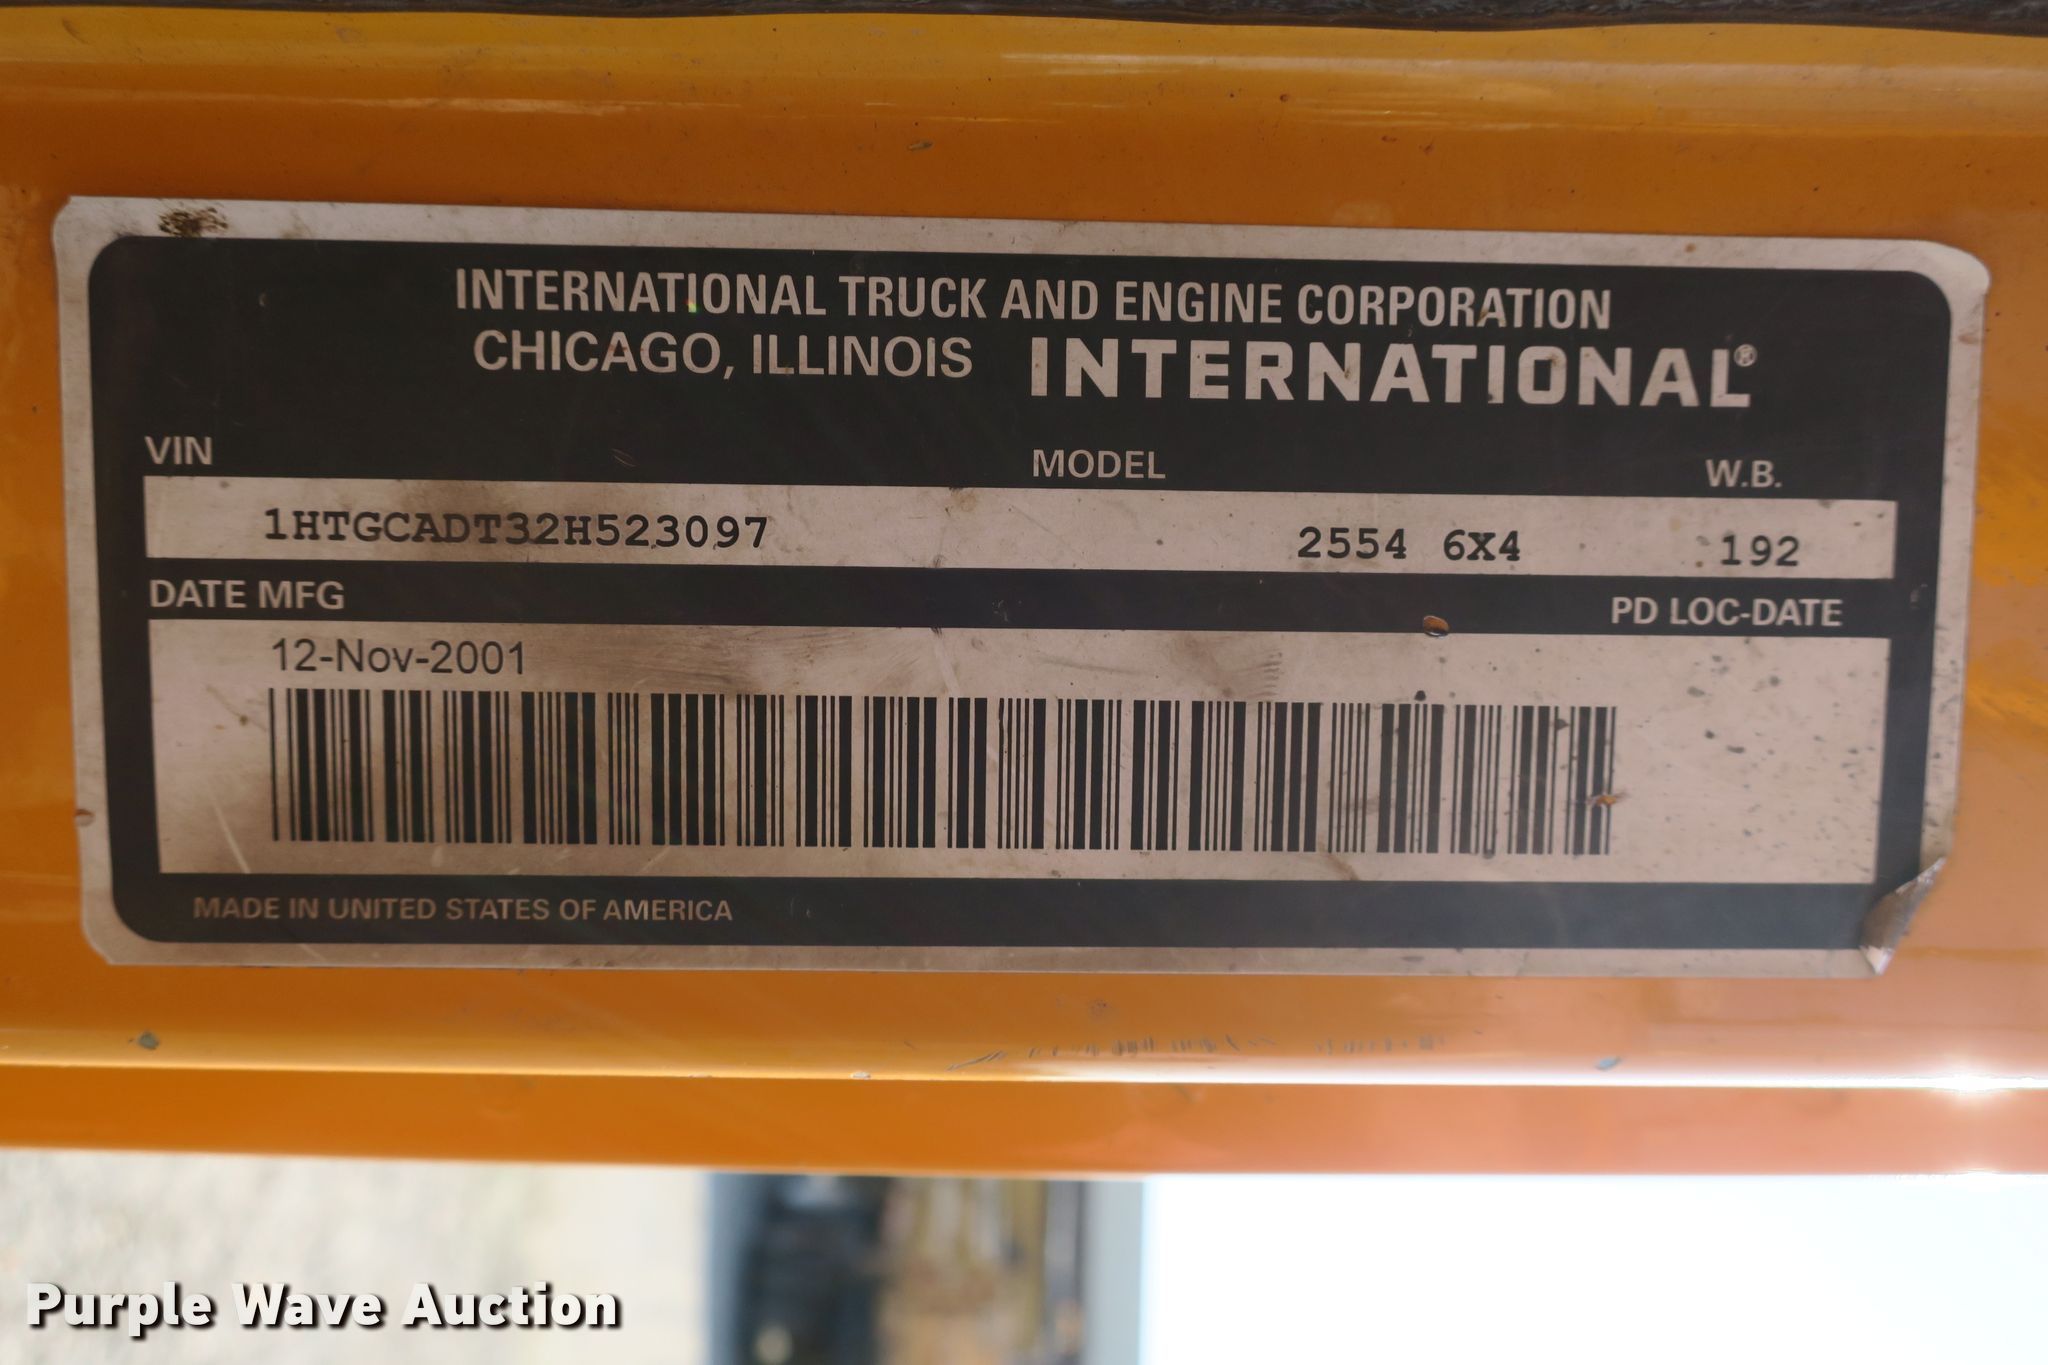 INTERNATIONAL TRUCK AND ENGINE CORPORATION
CHICAGO, ILLINOIS INTERNATIONAL®
VIN MODEL W.B.
1HTGCADT32H523097 2554 6X4 192
DATE MFG PD LOC-DATE
12-Nov-2001
MADE IN UNITED STATES OF AMERICA
Purple Wave Auction